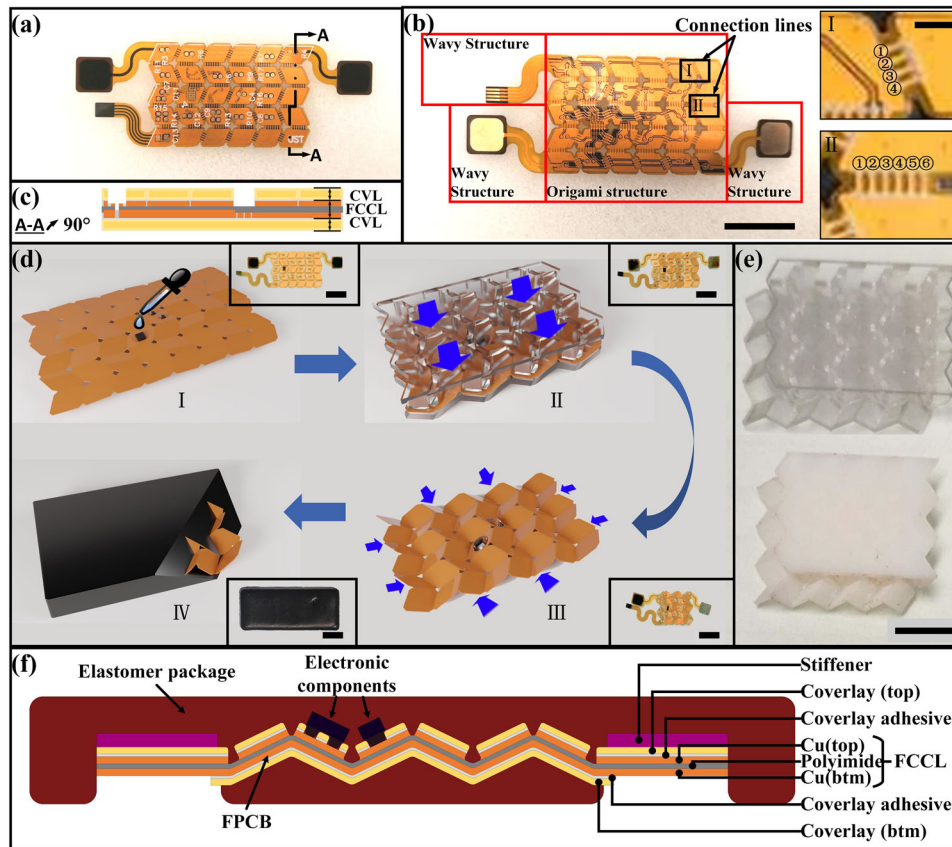 (a)
A
A
JST
(b)
Connection lines
Wavy Structure
I
II
Wavy
Structure
Origami structure
Wavy
Structure
I
①
②
③
④
II
①②③④⑤⑥
(c)
CVL
FCCL
CVL
A-A 90°
(d)
I
II
III
IV
(e)
(f)
Elastomer package
Electronic
components
FPCB
Stiffener
Coverlay (top)
Coverlay adhesive
Cu(top)
Polyimide
Cu(btm)
FCCL
Coverlay adhesive
Coverlay (btm)